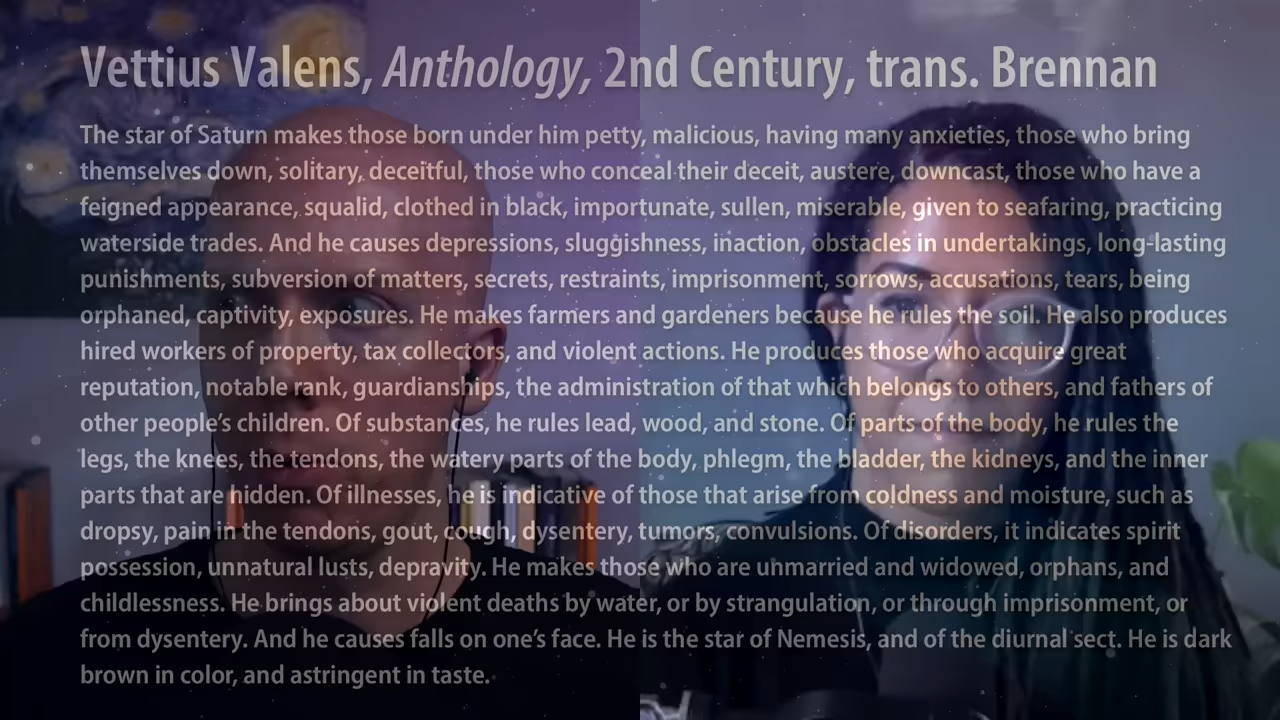 Vettius Valens, Anthology, 2nd Century, trans. Brennan
The star of Saturn makes those born under him petty, malicious, having many anxieties, those who bring
themselves down, solitary, deceitful, those who conceal their deceit, austere, downcast, those who have a
feigned appearance, squalid, clothed in black, importunate, sullen, miserable, given to seafaring, practicing
waterside trades. And he causes depressions, sluggishness, inaction, obstacles in undertakings, long-lasting
punishments, subversion of matters, secrets, restraints, imprisonment, sorrows, accusations, tears, being
orphaned, captivity, exposures. He makes farmers and gardeners because he rules the soil. He also produces
hired workers of property, tax collectors, and violent actions. He produces those who acquire great
reputation, notable rank, guardianships, the administration of that which belongs to others, and fathers of
other people's children. Of substances, he rules lead, wood, and stone. Of parts of the body, he rules the
legs, the knees, the tendons, the watery parts of the body, phlegm, the bladder, the kidneys, and the inner
parts that are hidden. Of illnesses, he is indicative of those that arise from coldness and moisture, such as
dropsy, pain in the tendons, gout, cough, dysentery, tumors, convulsions. Of disorders, it indicates spirit
possession, unnatural lusts, depravity. He makes those who are unmarried and widowed, orphans, and
childlessness. He brings about violent deaths by water, or by strangulation, or through imprisonment, or
from dysentery. And he causes falls on one's face. He is the star of Nemesis, and of the diurnal sect. He is dark
brown in color, and astringent in taste.